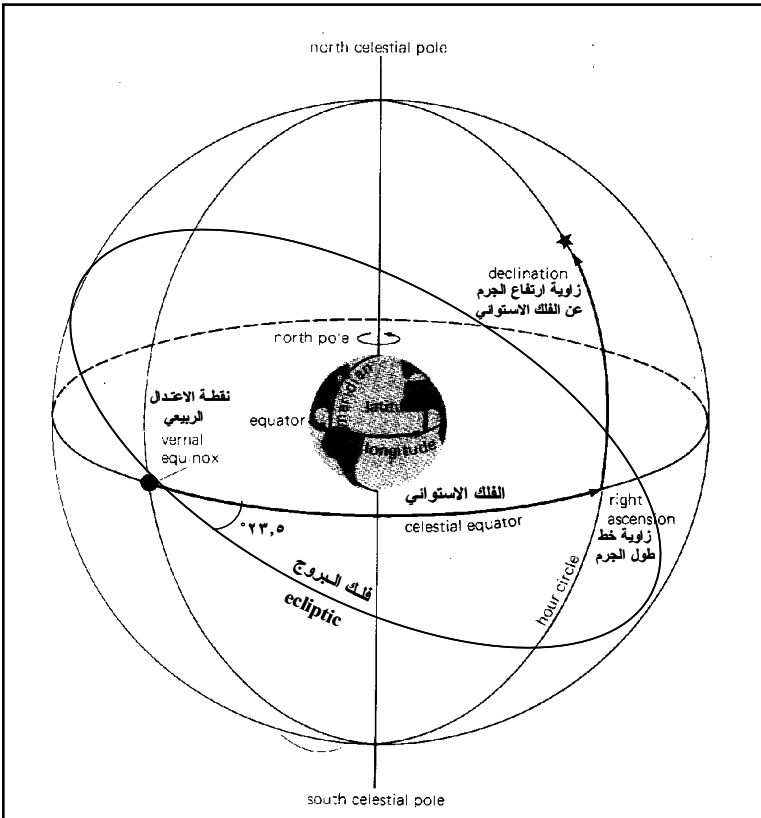 north celestial pole
declination
زاوية ارتفاع الجرم
عن الفلك الاستوائي
north pole
meridian
latitu
equator
longitude
نقطة الاعتدال
الربيعي
vernal
equinox
الفلك الاستوائي
celestial equator
right
ascension
زاوية خط
طول الجرم
°٢٣,٥
فلك البروج
ecliptic
hour circle
south celestial pole